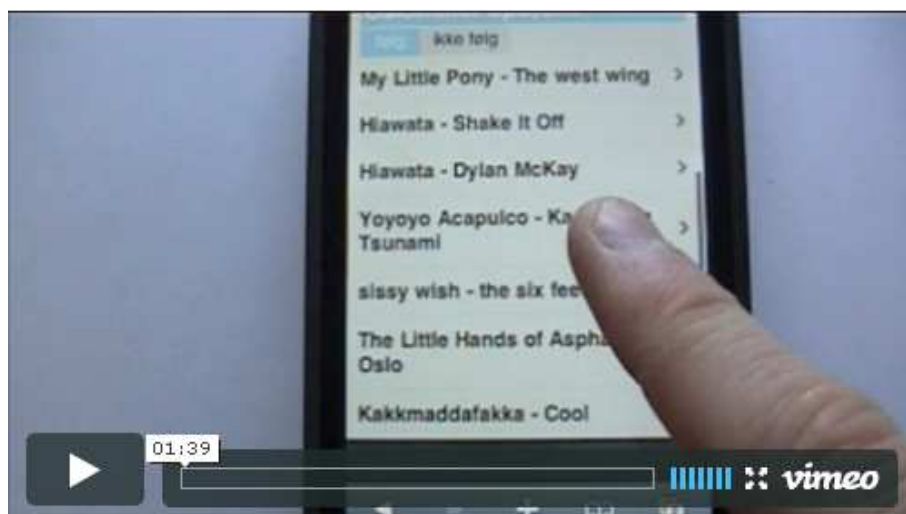 ikke følg
My Little Pony - The west wing
Hiawata - Shake It Off
Hiawata - Dylan McKay
Yoyoyo Acapulco - Ka
Tsunami
sissy wish - the six fee
The Little Hands of Aspha
Oslo
Kakkmaddafakka - Cool
01:39
vimeo